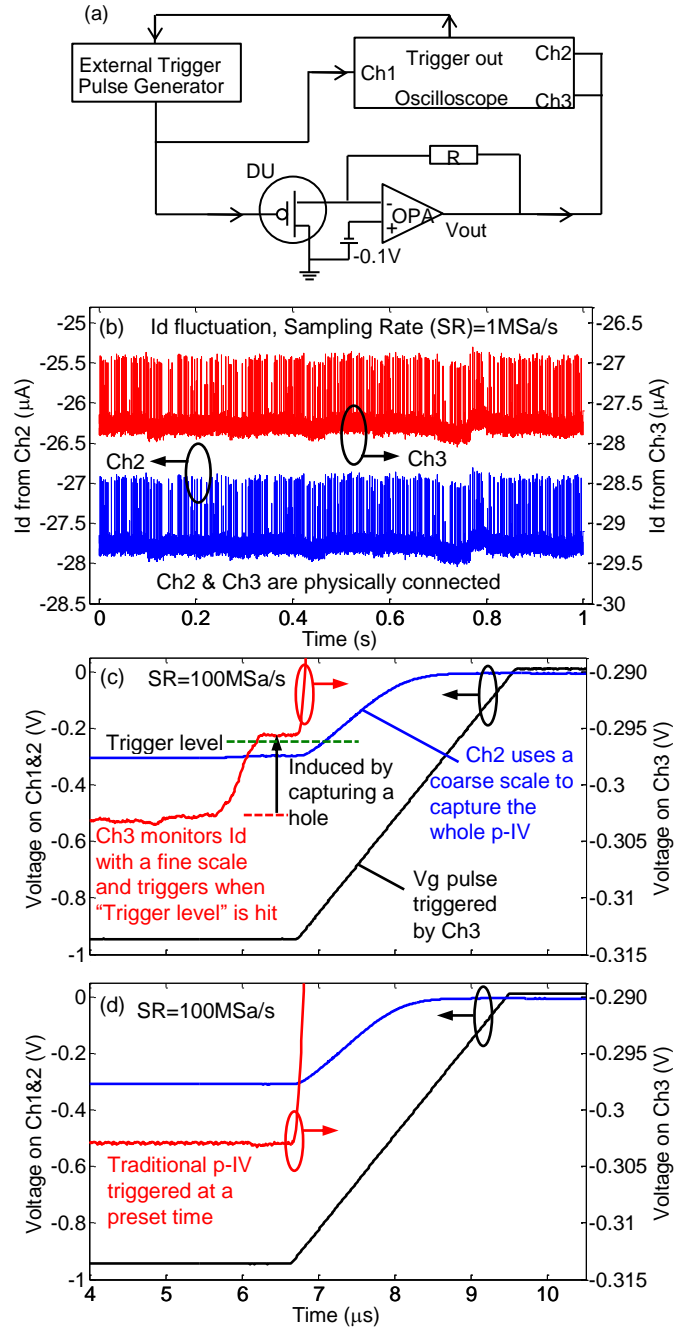 (a)
External Trigger
Pulse Generator
Ch1
Trigger out
Oscilloscope
Ch2
Ch3
DU
R
-
+
OPA
Vout
-0.1V
(b)
Id fluctuation, Sampling Rate (SR)=1MSa/s
Id from Ch2 (μA)
-25
-25.5
-26
-26.5
-27
-27.5
-28
-28.5
Id from Ch3 (μA)
-26.5
-27
-27.5
-28
-28.5
-29
-29.5
-30
Ch2
Ch3
Ch2 & Ch3 are physically connected
0
0.2
0.4
0.6
0.8
1
Time (s)
(c)
SR=100MSa/s
Voltage on Ch1&2 (V)
0
-0.2
-0.4
-0.6
-0.8
-1
Voltage on Ch3 (V)
-0.290
-0.295
-0.3
-0.305
-0.31
-0.315
Trigger level
Induced by
capturing a
hole
Ch2 uses a
coarse scale to
capture the
whole p-IV
Ch3 monitors Id
with a fine scale
and triggers when
“Trigger level” is hit
Vg pulse
triggered
by Ch3
(d)
SR=100MSa/s
Voltage on Ch1&2 (V)
0
-0.2
-0.4
-0.6
-0.8
-1
Voltage on Ch3 (V)
-0.290
-0.295
-0.3
-0.305
-0.31
-0.315
Traditional p-IV
triggered at a
preset time
4
5
6
7
8
9
10
Time (μs)